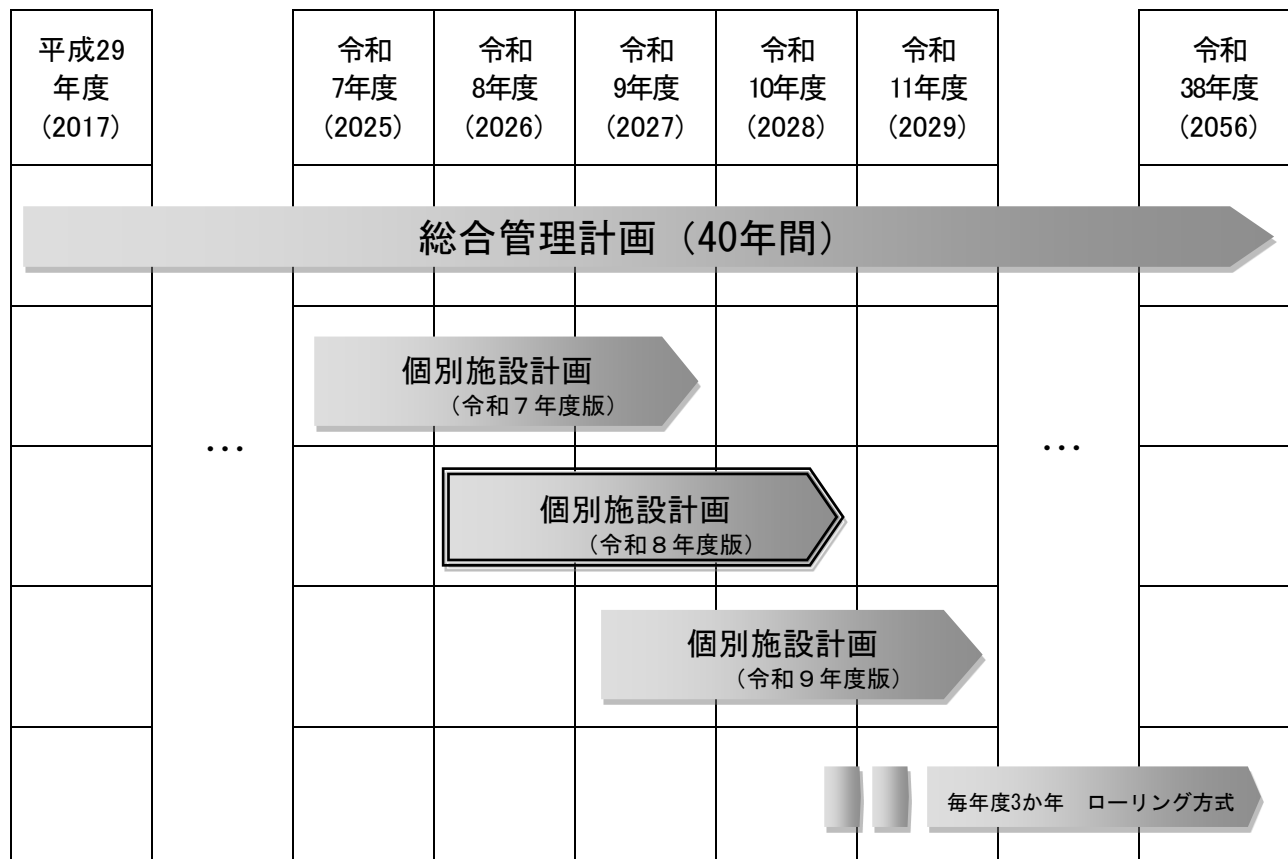 平成29
年度
（2017）
令和
7年度
（2025）
令和
8年度
（2026）
令和
9年度
（2027）
令和
10年度
（2028）
令和
11年度
（2029）
令和
38年度
（2056）
総合管理計画（40年間）
個別施設計画
（令和７年度版）
…
…
個別施設計画
（令和８年度版）
個別施設計画
（令和９年度版）
毎年度3か年　ローリング方式